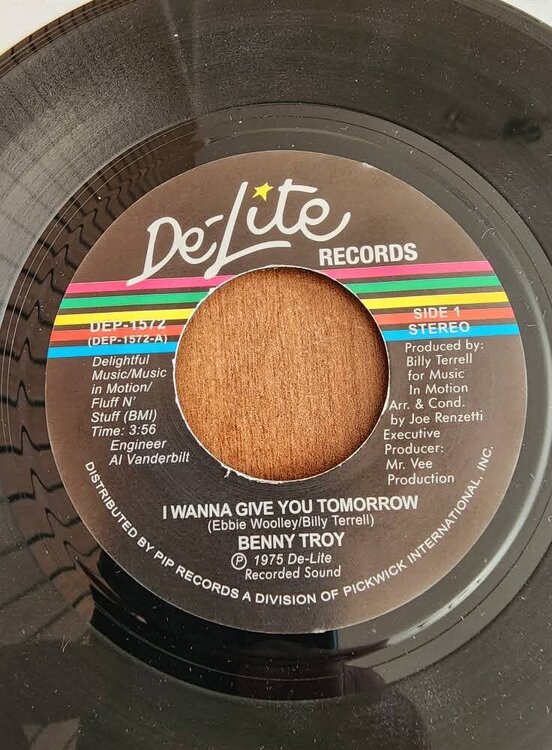 De-Lite
RECORDS
DEP-1572
(DEP-1572-A)
Delightful
Music/Music
in Motion/
Fluff N'
Stuff (BMI)
Time: 3:56
Engineer
Al Vanderbilt
SIDE 1
STEREO
Produced by:
Billy Terrell
for Music
In Motion
Arr. & Cond.
by Joe Renzetti
Executive
Producer:
Mr. Vee
Production
I WANNA GIVE YOU TOMORROW
(Ebbie Woolley/Billy Terrell)
BENNY TROY
Ⓟ 1975 De-Lite
Recorded Sound
DISTRIBUTED BY PIP RECORDS A DIVISION OF PICKWICK INTERNATIONAL, INC.